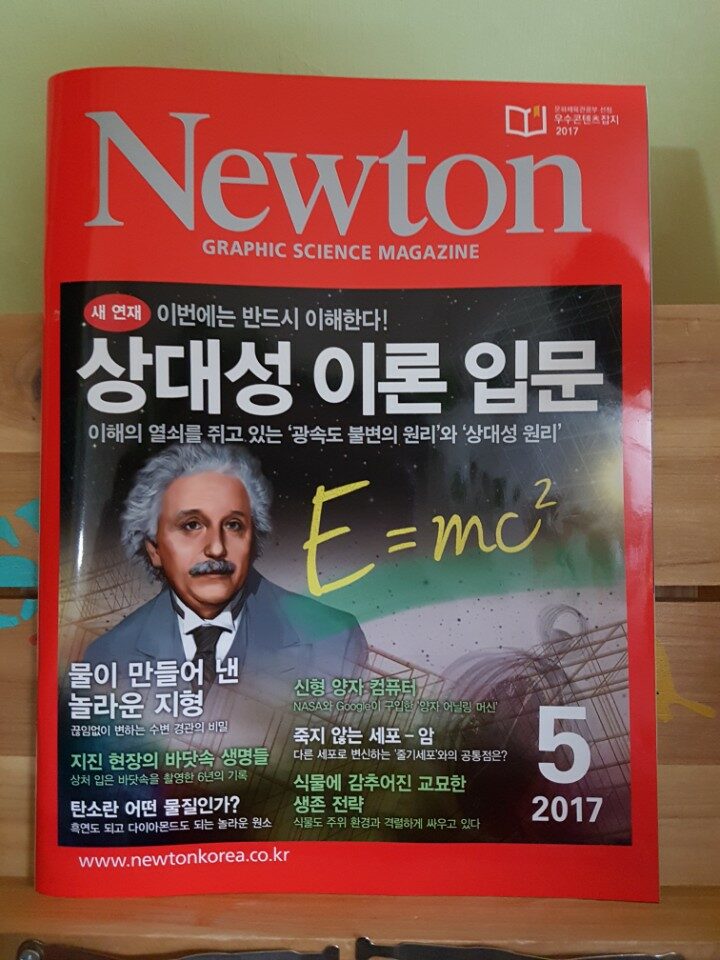 Newton
GRAPHIC SCIENCE MAGAZINE
문화체육관광부 선정
우수콘텐츠잡지
2017
새 연재 이번에는 반드시 이해한다!
상대성 이론 입문
이해의 열쇠를 쥐고 있는 ‘광속도 불변의 원리’와 ‘상대성 원리’
E=mc²
물이 만들어 낸
놀라운 지형
끊임없이 변하는 수변 경관의 비밀
지진 현장의 바닷속 생명들
상처 입은 바닷속을 촬영한 6년의 기록
탄소란 어떤 물질인가?
흑연도 되고 다이아몬드도 되는 놀라운 원소
신형 양자 컴퓨터
NASA와 Google이 구입한 ‘양자 어닐링 머신’
죽지 않는 세포 – 암
다른 세포로 변신하는 ‘줄기세포’와의 공통점은?
식물에 감추어진 교묘한
생존 전략
식물도 주위 환경과 격렬하게 싸우고 있다
5
2017
www.newtonkorea.co.kr